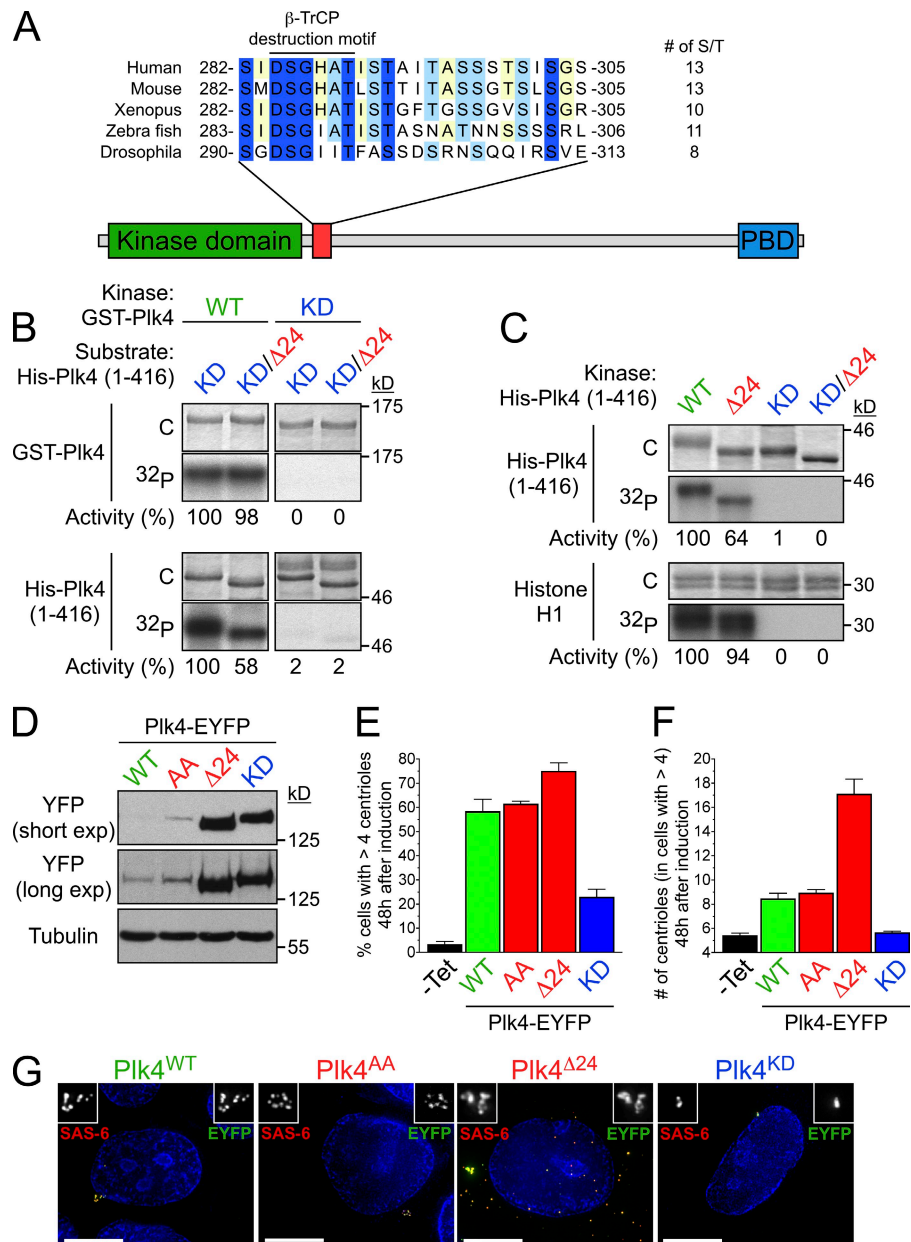 A
β-TrCP
destruction motif
# of S/T
Human 282- SIDSGHATISTAITASSSTSISGS -305 13
Mouse 282- SMDSGHATLSTTITASSGTSLSGS -305 13
Xenopus 282- SIDSGHATISTGFTGSSGVSISGR -305 10
Zebra fish 283- SIDSGIATISTASNATNNSSSSRL -306 11
Drosophila 290- SGDSGIITFASSDSRNSQQIRSVE -313 8
Kinase domain
PBD
B
Kinase:
GST-Plk4
WT KD
Substrate:
His-Plk4 (1-416)
KD KD/Δ24 KD KD/Δ24
kD
GST-Plk4
C
175
32P
175
Activity (%) 100 98 0 0
His-Plk4
(1-416)
C
46
32P
46
Activity (%) 100 58 2 2
C
Kinase:
His-Plk4 (1-416)
WT Δ24 KD KD/Δ24
kD
His-Plk4
(1-416)
C
46
32P
46
Activity (%) 100 64 1 0
Histone
H1
C
30
32P
30
Activity (%) 100 94 0 0
D
Plk4-EYFP
WT AA Δ24 KD
kD
YFP
(short exp)
125
YFP
(long exp)
125
Tubulin
55
E
% cells with > 4 centrioles
48h after induction
80
70
60
50
40
30
20
10
0
-Tet WT AA Δ24 KD
Plk4-EYFP
F
# of centrioles (in cells with > 4)
48h after induction
20
18
16
14
12
10
8
6
4
-Tet WT AA Δ24 KD
Plk4-EYFP
G
Plk4WT Plk4AA Plk4Δ24 Plk4KD
SAS-6 EYFP SAS-6 EYFP SAS-6 EYFP SAS-6 EYFP